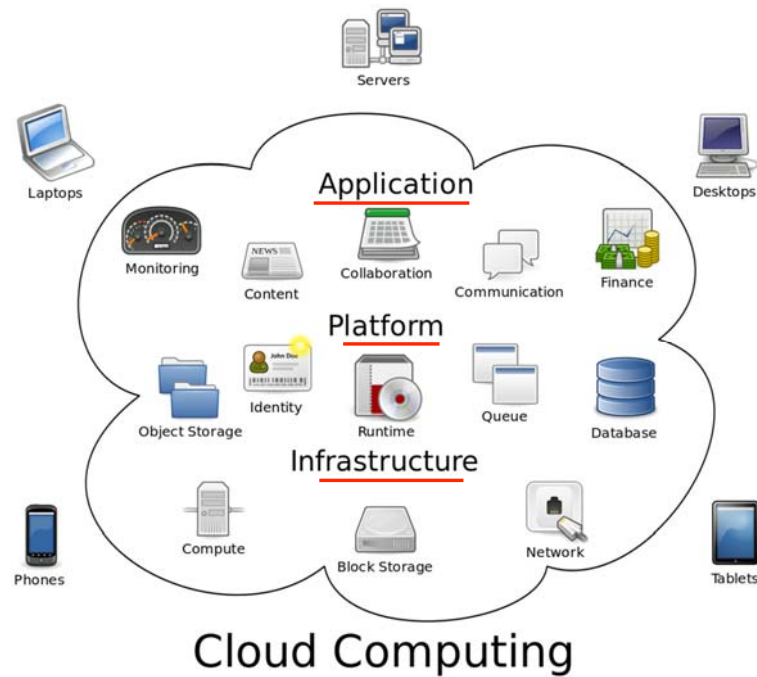 Servers
Laptops
Desktops
Application
Monitoring
NEWS
Content
Collaboration
Communication
Finance
Platform
John Doe
Object Storage
Identity
Runtime
Queue
Database
Infrastructure
Compute
Block Storage
Network
Phones
Tablets
Cloud Computing